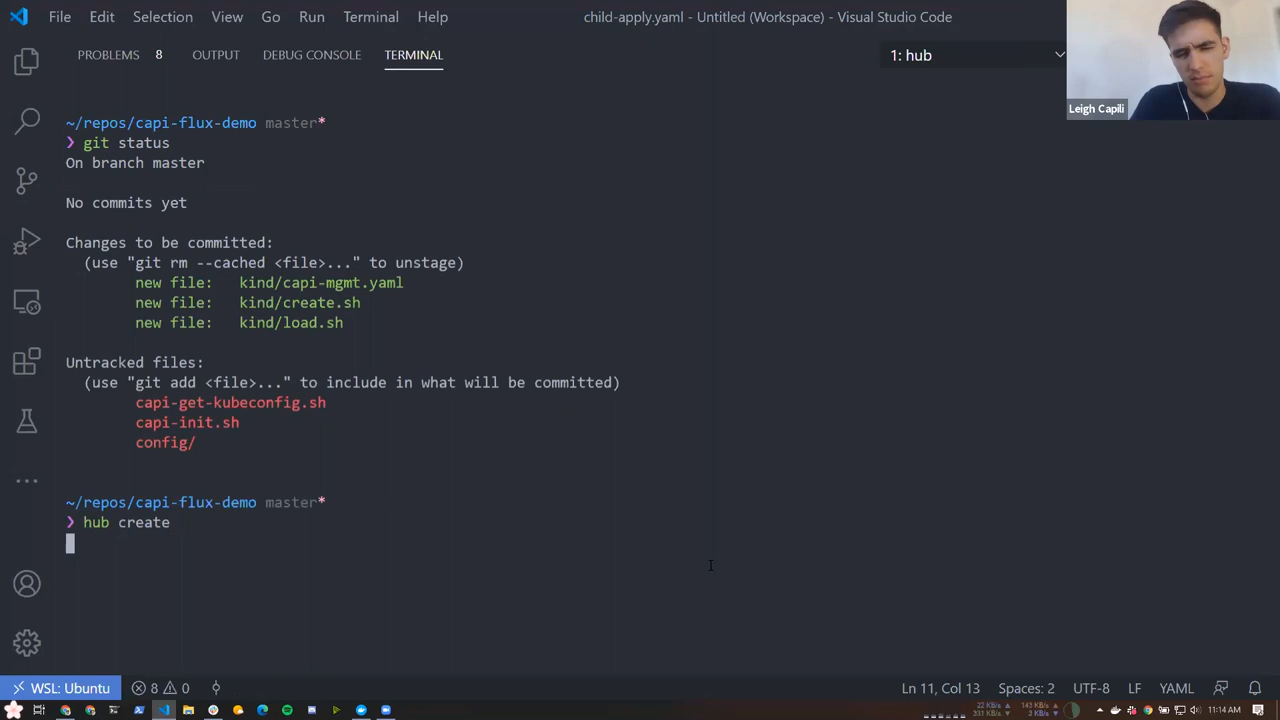 File Edit Selection View Go Run Terminal Help child-apply.yaml - Untitled (Workspace) - Visual Studio Code
PROBLEMS 8 OUTPUT DEBUG CONSOLE TERMINAL 1: hub
Leigh Capili
~/repos/capi-flux-demo master*
❯ git status
On branch master
No commits yet
Changes to be committed:
(use "git rm --cached <file>..." to unstage)
new file: kind/capi-mgmt.yaml
new file: kind/create.sh
new file: kind/load.sh
Untracked files:
(use "git add <file>..." to include in what will be committed)
capi-get-kubeconfig.sh
capi-init.sh
config/
~/repos/capi-flux-demo master*
❯ hub create
WSL: Ubuntu 8 0 Ln 11, Col 13 Spaces: 2 UTF-8 LF YAML
11:14 AM